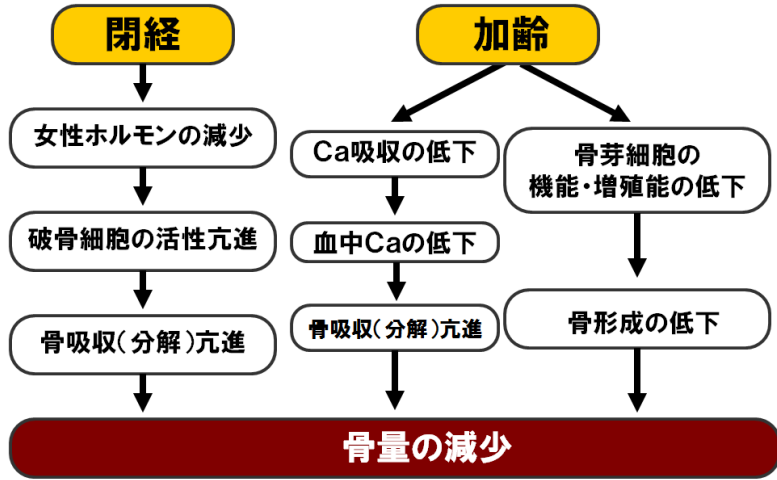 閉経
加齢
女性ホルモンの減少
Ca吸収の低下
骨芽細胞の
機能・増殖能の低下
破骨細胞の活性亢進
血中Caの低下
骨吸収(分解)亢進
骨吸収(分解)亢進
骨形成の低下
骨量の減少